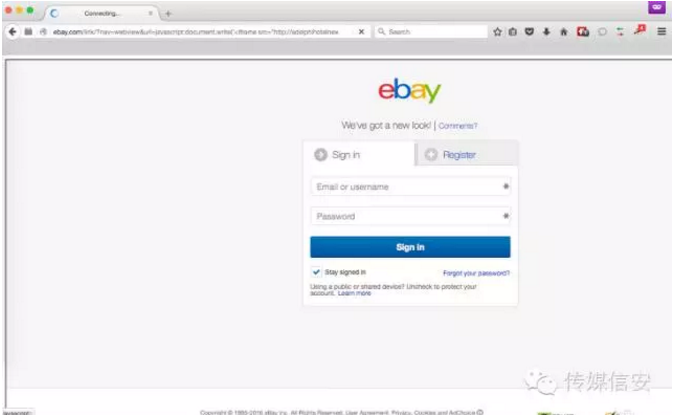 Connecting...
ebay.com/link/?nav=webview&url=javascript:document.write('<iframe src="http://
Search
ebay
We've got a new look! | Comments?
Sign in
Register
Email or username
Password
Sign in
Stay signed in
Forgot your password?
Using a public or shared device? Uncheck to protect your
account. Learn more
传媒信安
Copyright © 1995-2016 eBay Inc. All Rights Reserved. User Agreement, Privacy, Cookies and AdChoice